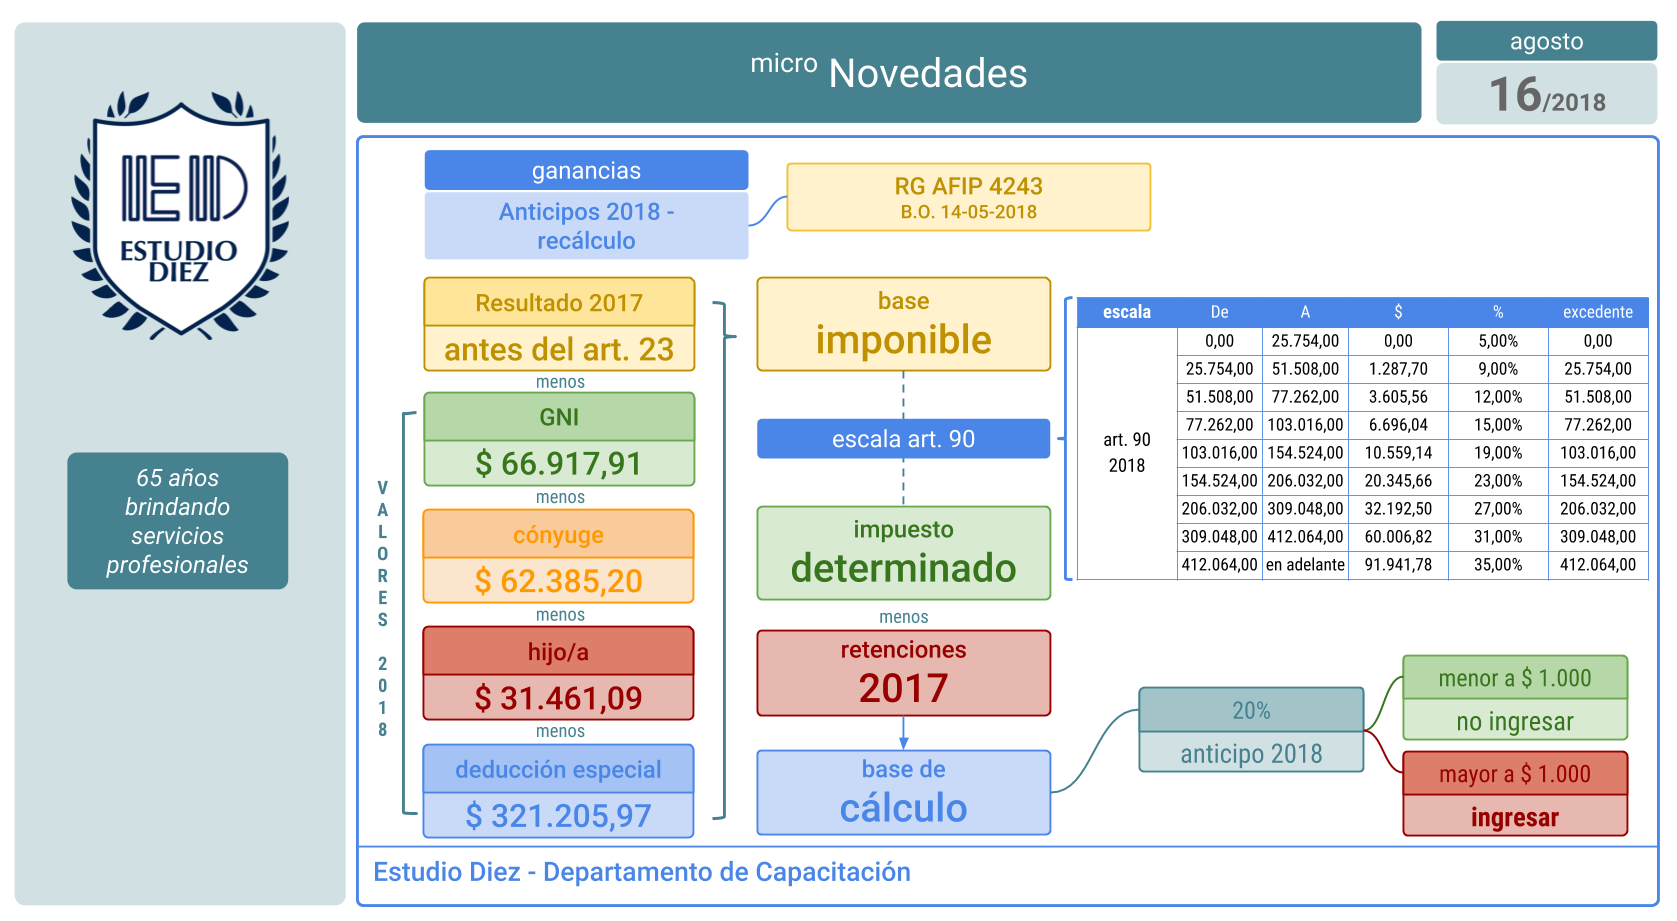 ED
ESTUDIO
DIEZ
65 años
brindando
servicios
profesionales
micro Novedades
agosto
16/2018
ganancias
Anticipos 2018 -
recálculo
RG AFIP 4243
B.O. 14-05-2018
Resultado 2017
antes del art. 23
menos
GNI
$ 66.917,91
menos
cónyuge
$ 62.385,20
menos
hijo/a
$ 31.461,09
menos
deducción especial
$ 321.205,97
VALORES 2018
base
imponible
escala art. 90
impuesto
determinado
menos
retenciones
2017
base de
cálculo
escala De A $ % excedente
art. 90
2018
0,00 25.754,00 0,00 5,00% 0,00
25.754,00 51.508,00 1.287,70 9,00% 25.754,00
51.508,00 77.262,00 3.605,56 12,00% 51.508,00
77.262,00 103.016,00 6.696,04 15,00% 77.262,00
103.016,00 154.524,00 10.559,14 19,00% 103.016,00
154.524,00 206.032,00 20.345,66 23,00% 154.524,00
206.032,00 309.048,00 32.192,50 27,00% 206.032,00
309.048,00 412.064,00 60.006,82 31,00% 309.048,00
412.064,00 en adelante 91.941,78 35,00% 412.064,00
20%
anticipo 2018
menor a $ 1.000
no ingresar
mayor a $ 1.000
ingresar
Estudio Diez - Departamento de Capacitación